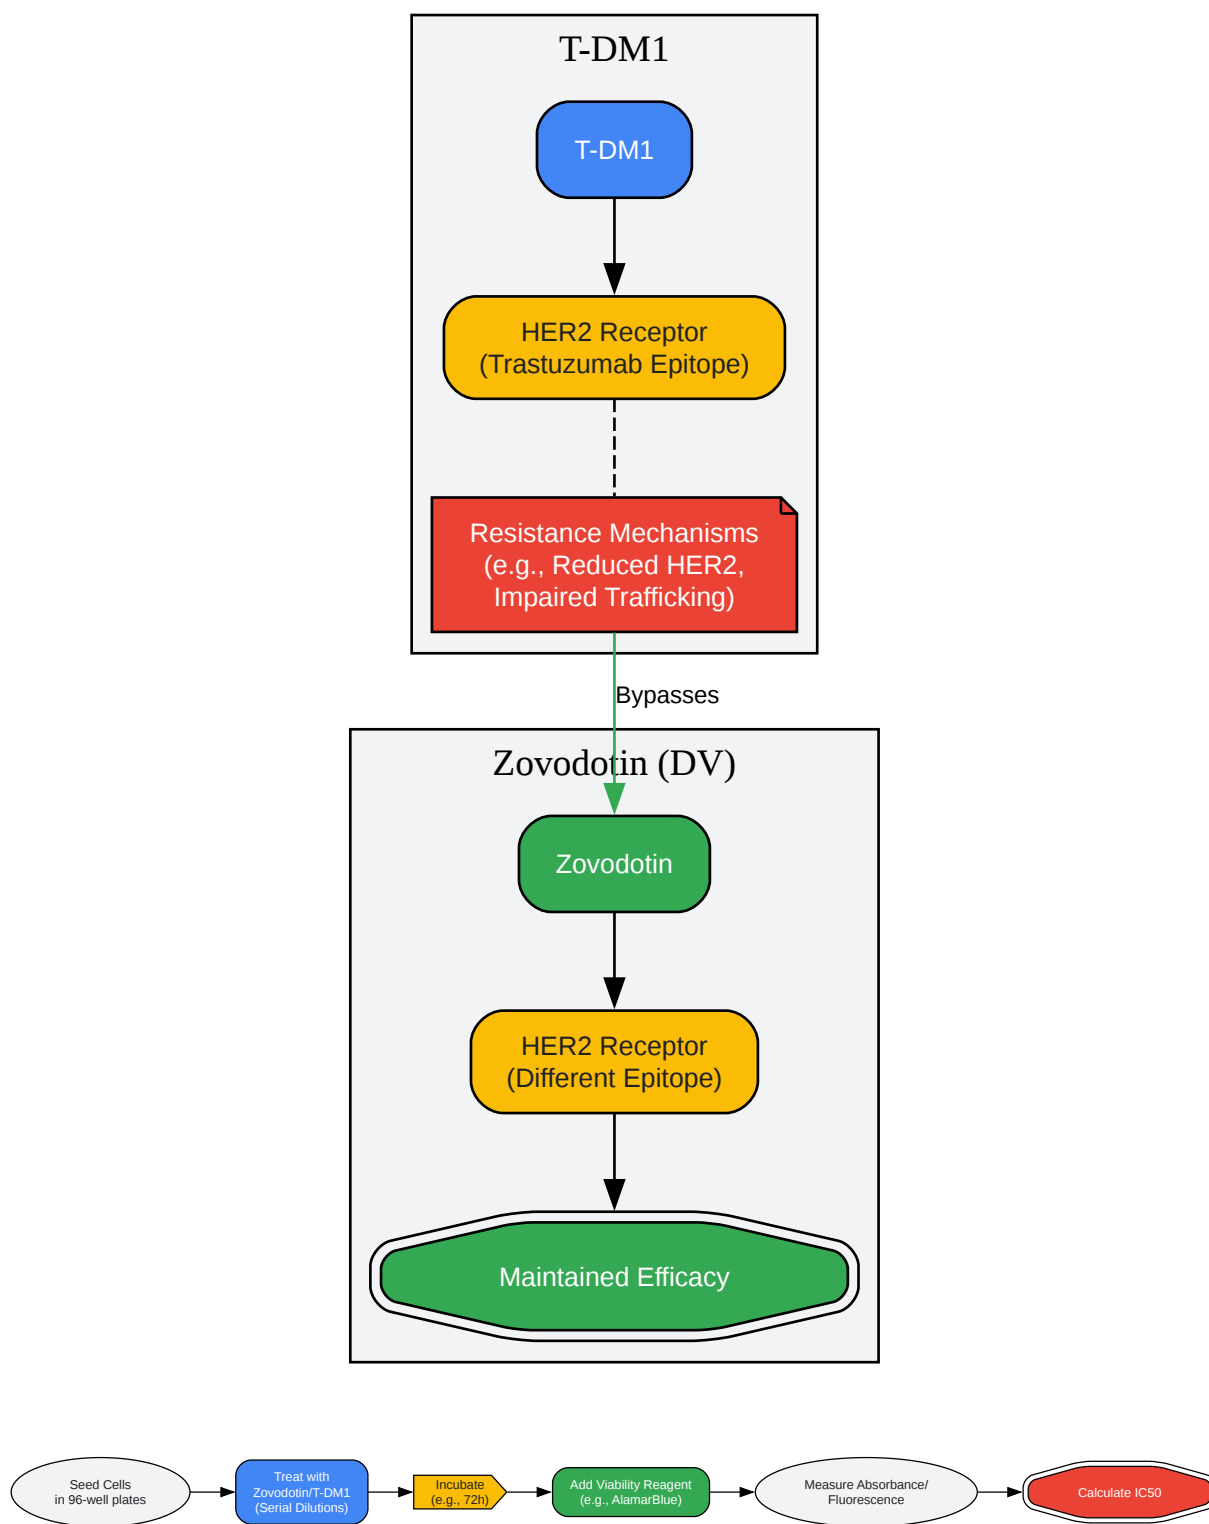 T-DM1
T-DM1
HER2 Receptor
(Trastuzumab Epitope)
Resistance Mechanisms
(e.g., Reduced HER2,
Impaired Trafficking)
Bypasses
Zovodotin (DV)
Zovodotin
HER2 Receptor
(Different Epitope)
Maintained Efficacy
Seed Cells
in 96-well plates
Treat with
Zovodotin/T-DM1
(Serial Dilutions)
Incubate
(e.g., 72h)
Add Viability Reagent
(e.g., AlamarBlue)
Measure Absorbance/
Fluorescence
Calculate IC50